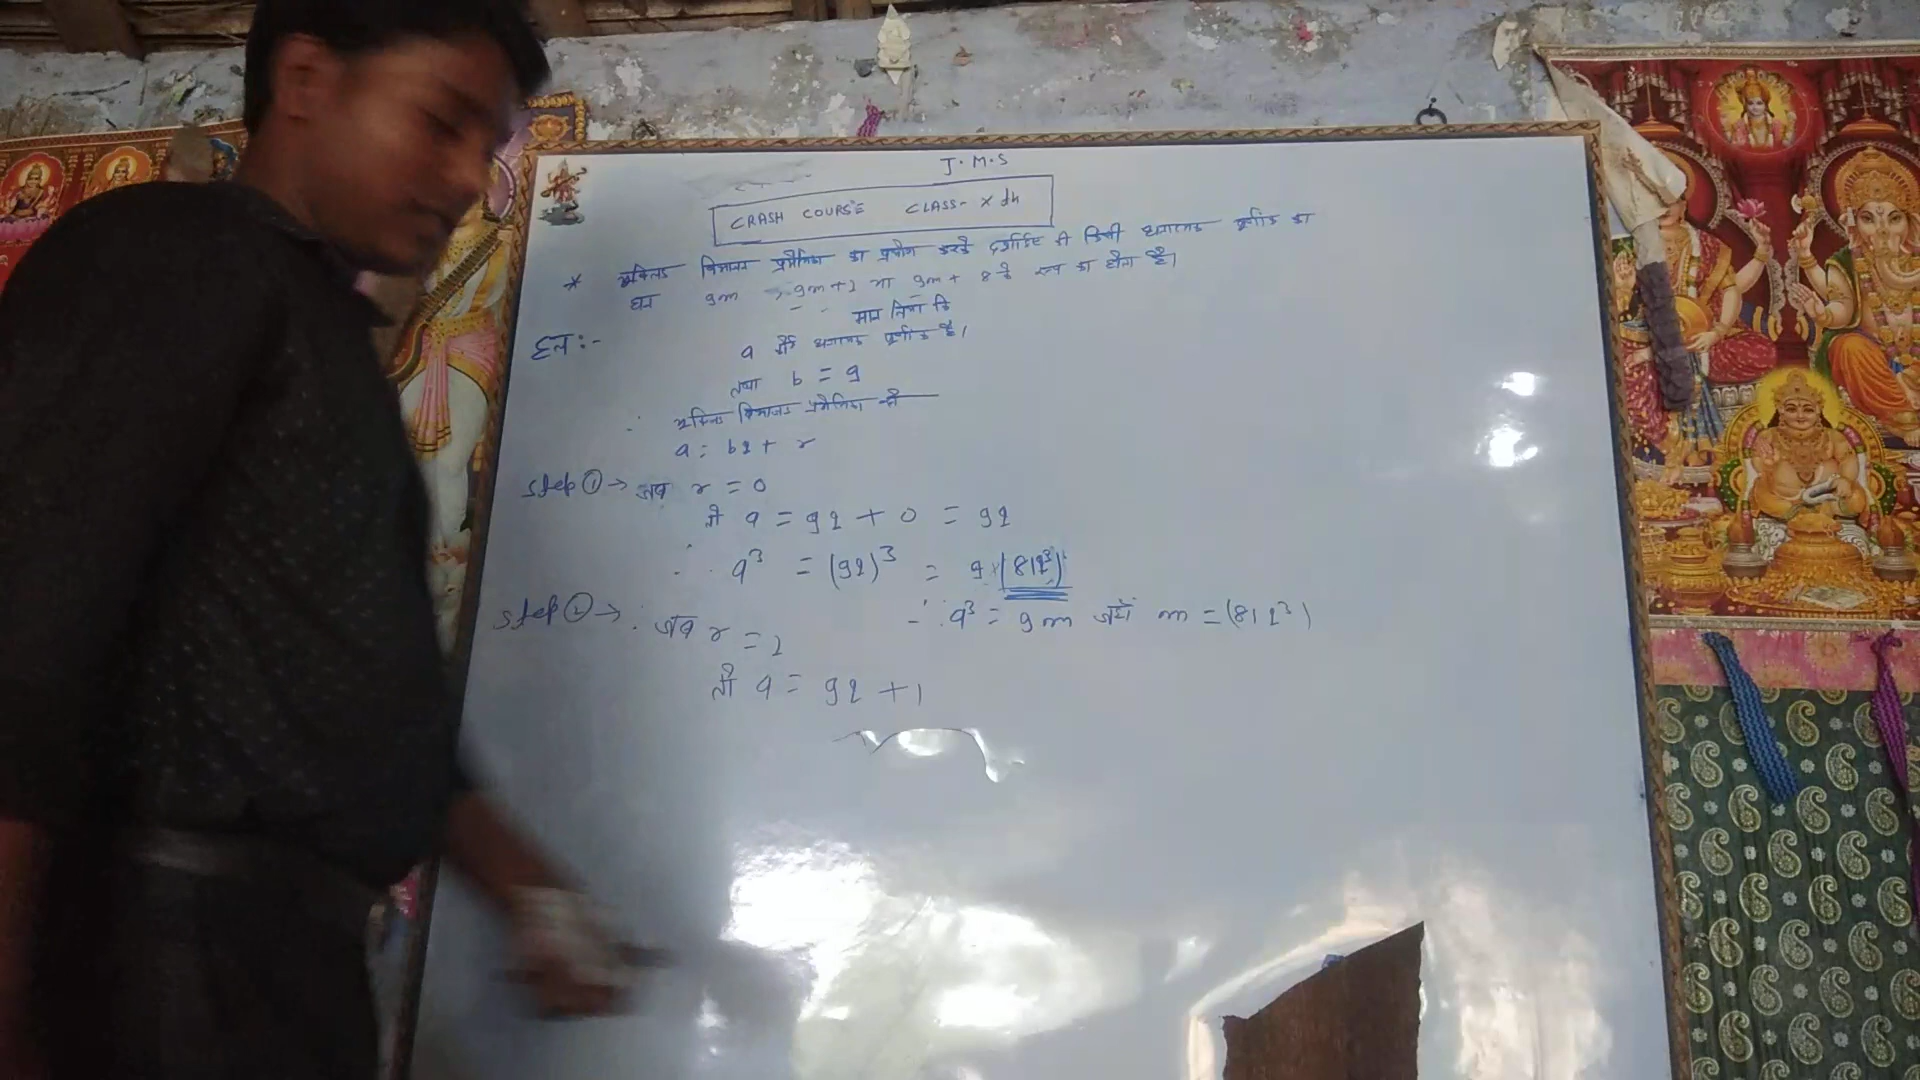 J.M.S
CRASH COURSE CLASS- X th
* यूक्लिड विभाजन प्रमेयिका का प्रयोग करके दर्शाइए की किसी धनात्मक पूर्णांक का
घन 9m, 9m+1 या 9m+ 8 के रूप का होता है।
हल :- मान लिया कि
a कोई धनात्मक पूर्णांक है।
तथा b = 9
∴ यूक्लिड विभाजन प्रमेयिका से
a = bq + r
Step ① → जब r = 0
तो a = 9q + 0 = 9q
∴ a³ = (9q)³ = 9 (81q³)
∴ a³ = 9m जहाँ m = (81q³)
Step ② → जब r = 1
तो a = 9q + 1